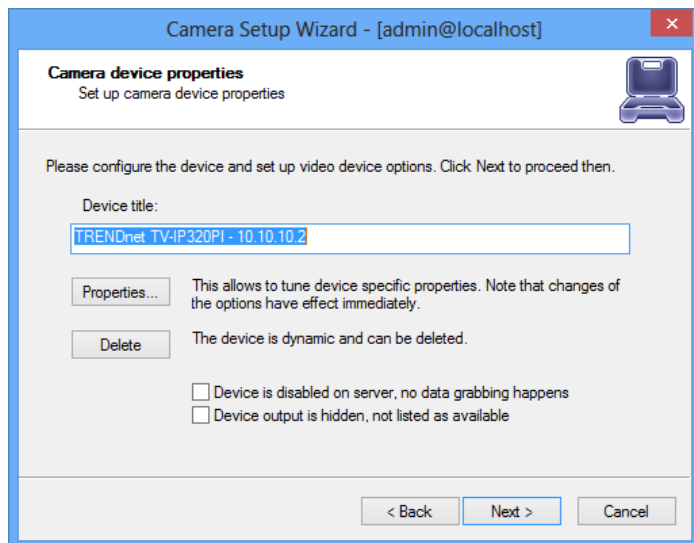 Camera Setup Wizard - [admin@localhost]
Camera device properties
Set up camera device properties
Please configure the device and set up video device options. Click Next to proceed then.
Device title:
TRENDnet TV-IP320PI - 10.10.10.2
Properties...
This allows to tune device specific properties. Note that changes of
the options have effect immediately.
Delete
The device is dynamic and can be deleted.
Device is disabled on server, no data grabbing happens
Device output is hidden, not listed as available
< Back
Next >
Cancel